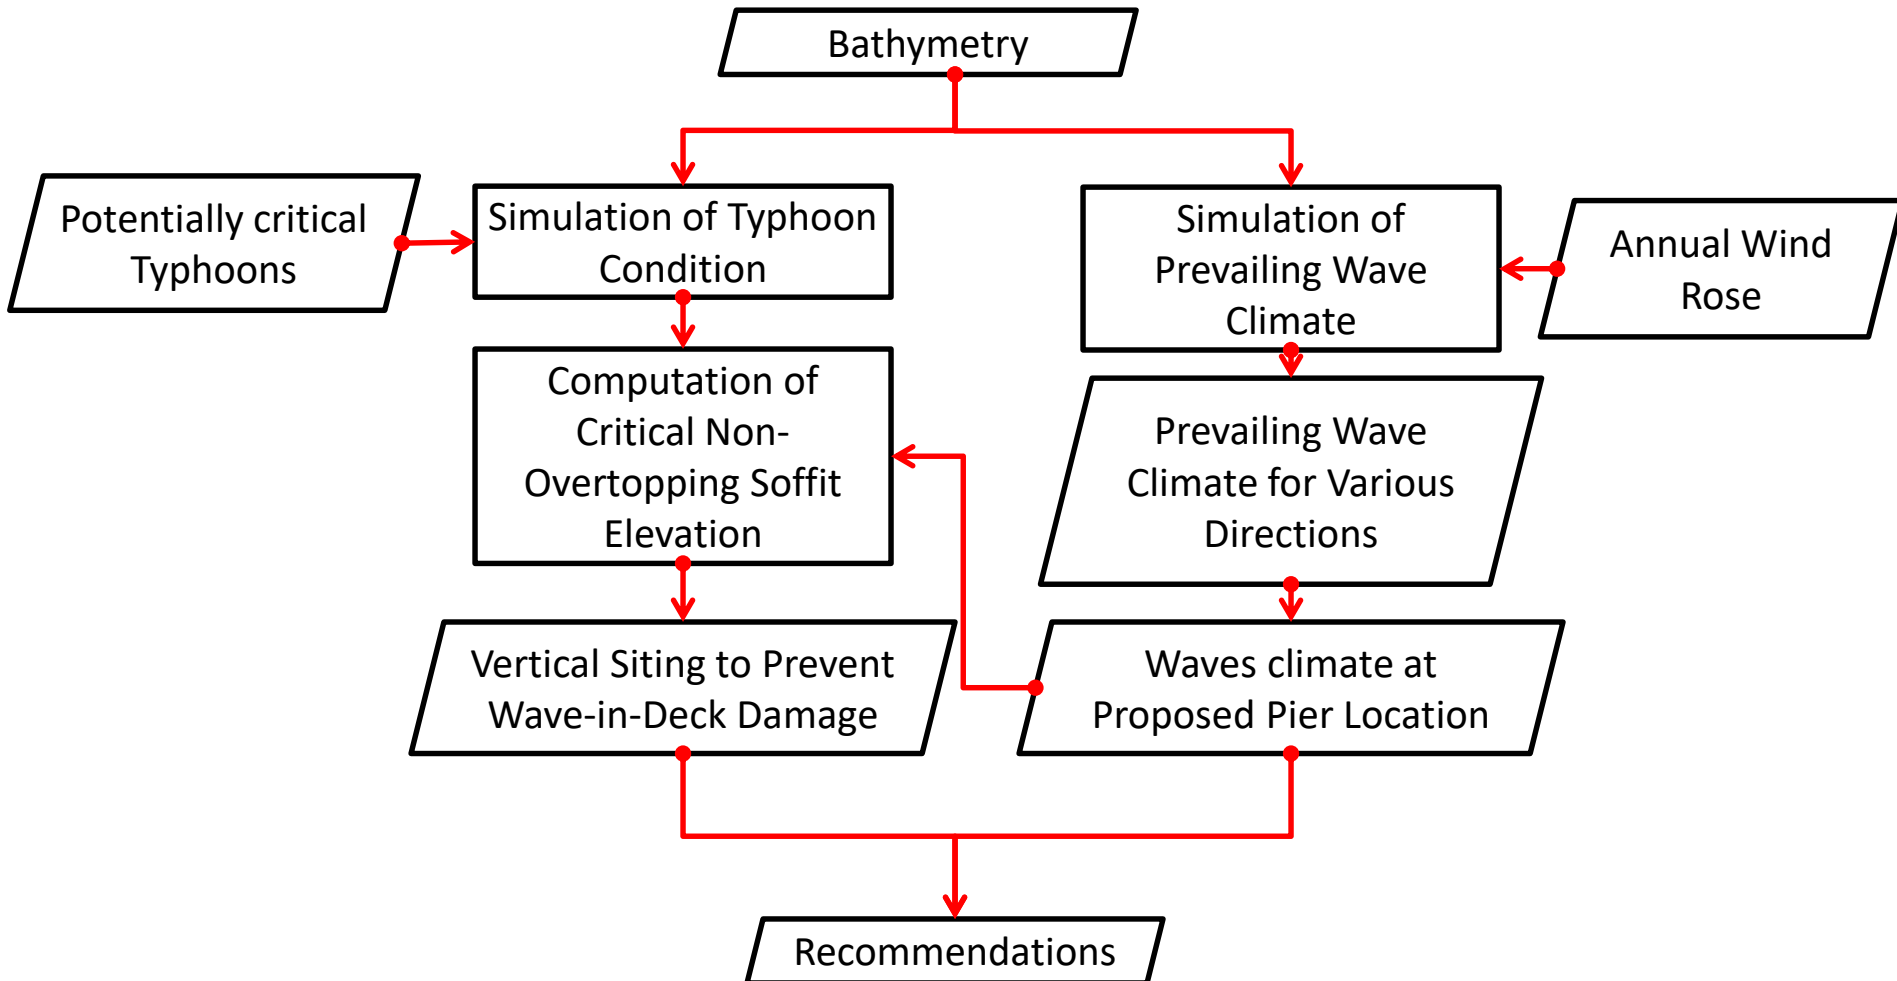 Bathymetry
Potentially critical
Typhoons
Simulation of Typhoon
Condition
Simulation of
Prevailing Wave
Climate
Annual Wind
Rose
Computation of
Critical Non-
Overtopping Soffit
Elevation
Prevailing Wave
Climate for Various
Directions
Vertical Siting to Prevent
Wave-in-Deck Damage
Waves climate at
Proposed Pier Location
Recommendations